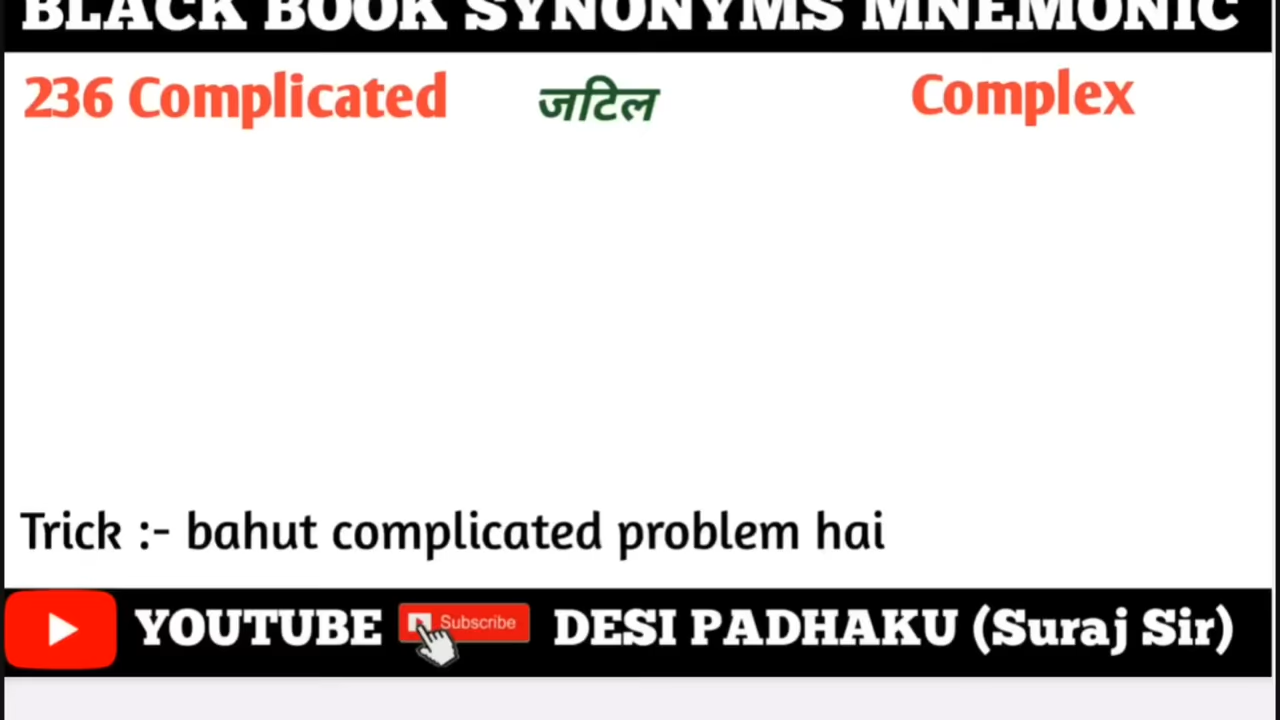 BLACK BOOK SYNONYMS MNEMONIC
236 Complicated जटिल Complex
Trick :- bahut complicated problem hai
YOUTUBE Subscribe DESI PADHAKU (Suraj Sir)